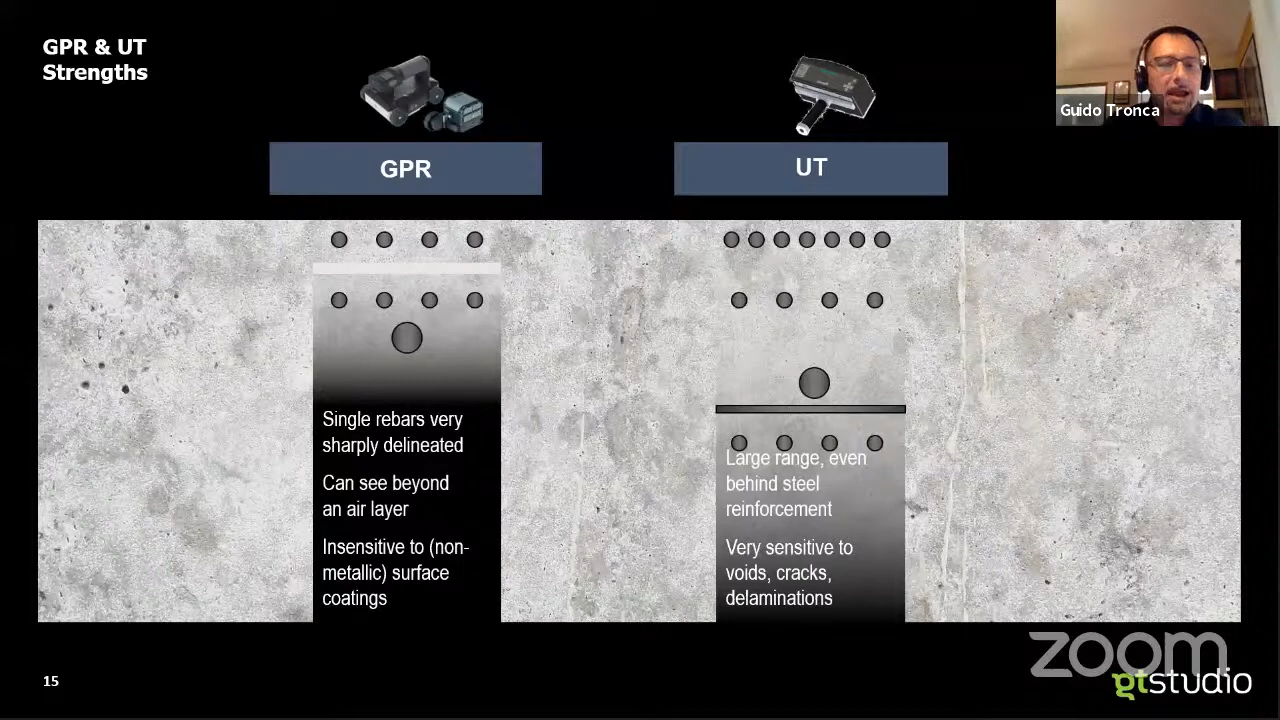 GPR & UT
Strengths
Guido Tronca
GPR
UT
Single rebars very
sharply delineated
Can see beyond
an air layer
Insensitive to (non-
metallic) surface
coatings
Large range, even
behind steel
reinforcement
Very sensitive to
voids, cracks,
delaminations
15
zoom
gtstudio